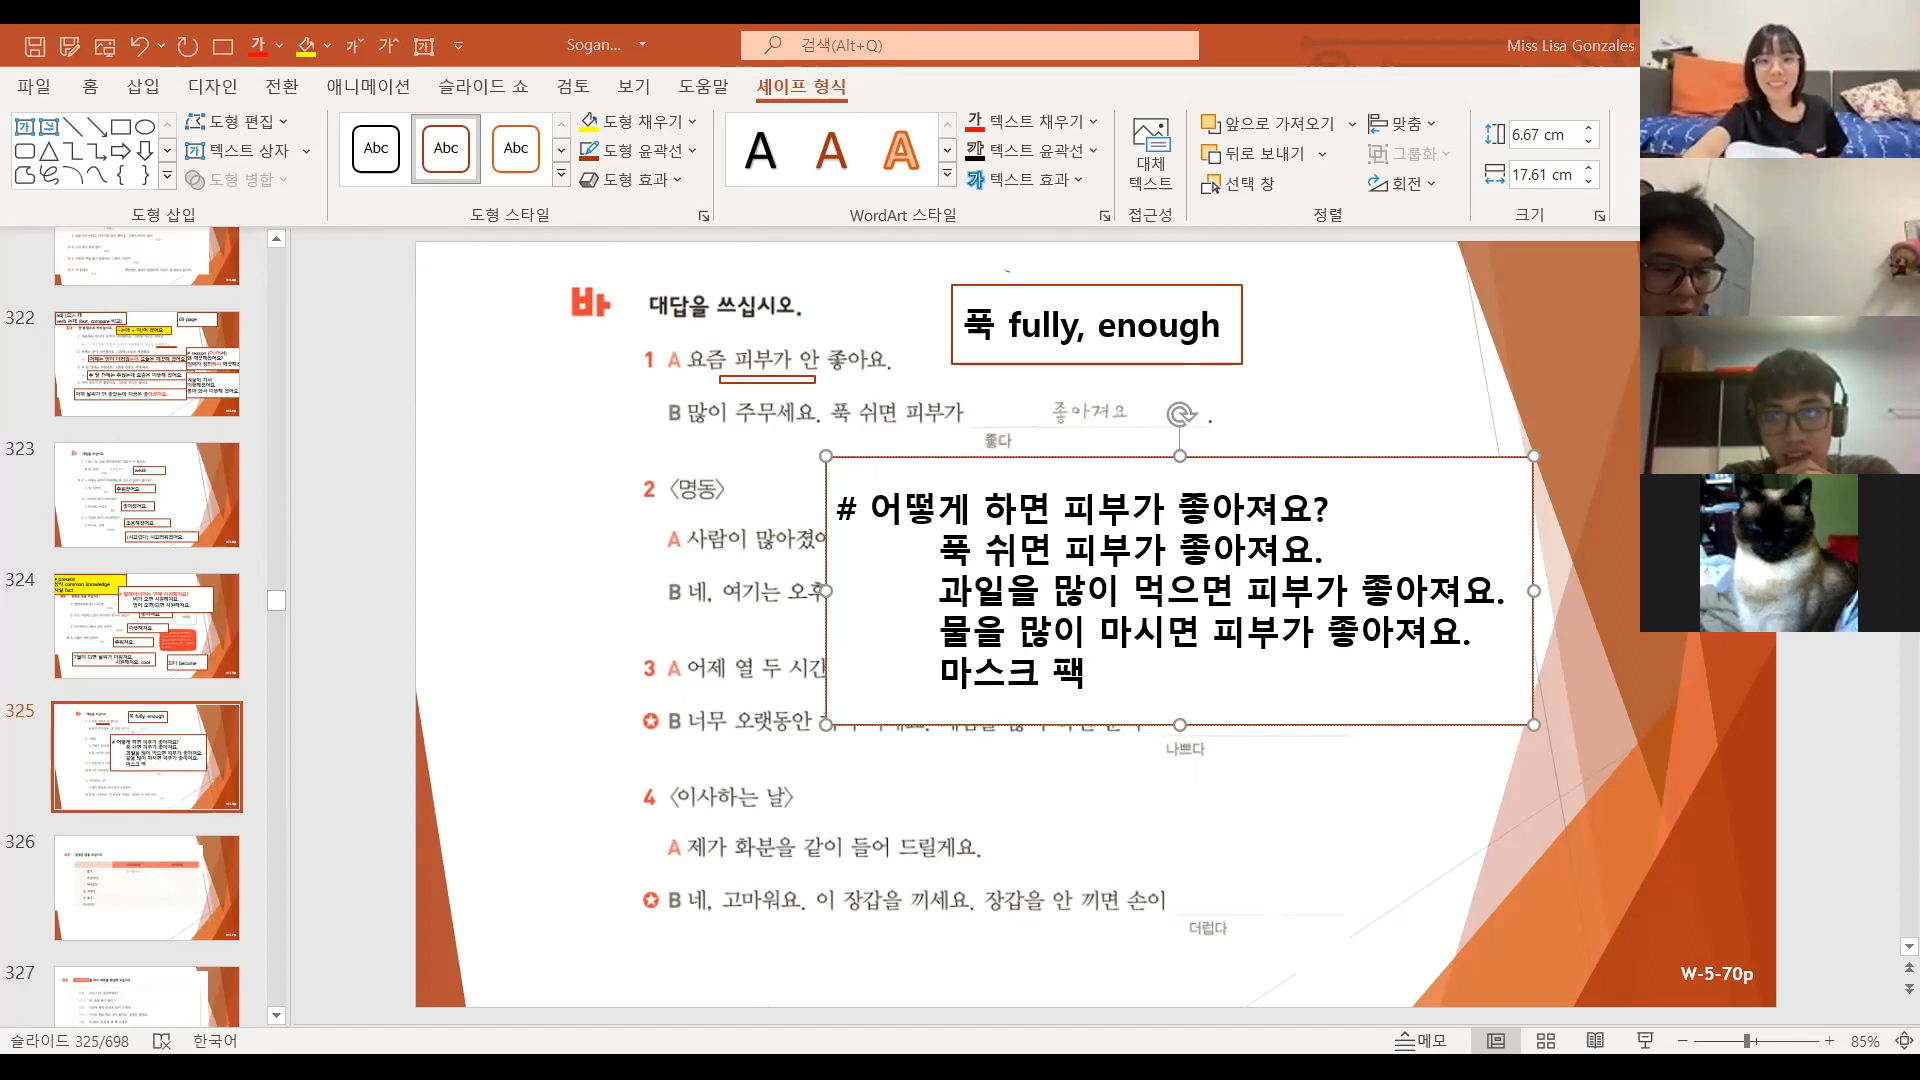 Sogan...
검색(Alt+Q)
Miss Lisa Gonzales
파일 홈 삽입 디자인 전환 애니메이션 슬라이드 쇼 검토 보기 도움말 셰이프 형식
도형 편집
텍스트 상자
도형 병합
도형 삽입
Abc Abc Abc
도형 채우기
도형 윤곽선
도형 효과
도형 스타일
A A A
텍스트 채우기
텍스트 윤곽선
텍스트 효과
WordArt 스타일
대체
텍스트
접근성
앞으로 가져오기
뒤로 보내기
선택 창
맞춤
그룹화
회전
정렬
6.67 cm
17.61 cm
크기
322
323
324
325
326
327
바 대답을 쓰십시오.
푹 fully, enough
1 A 요즘 피부가 안 좋아요.
B 많이 주무세요. 푹 쉬면 피부가 좋아져요 .
좋다
2 〈명동〉
A 사람이 많아졌어
B 네, 여기는 오후
# 어떻게 하면 피부가 좋아져요?
푹 쉬면 피부가 좋아져요.
과일을 많이 먹으면 피부가 좋아져요.
물을 많이 마시면 피부가 좋아져요.
마스크 팩
3 A 어제 열 두 시간
B 너무 오랫동안
나쁘다
4 〈이사하는 날〉
A 제가 화분을 같이 들어 드릴게요.
B 네, 고마워요. 이 장갑을 끼세요. 장갑을 안 끼면 손이
더럽다
W-5-70p
슬라이드 325/698
한국어
메모
85%